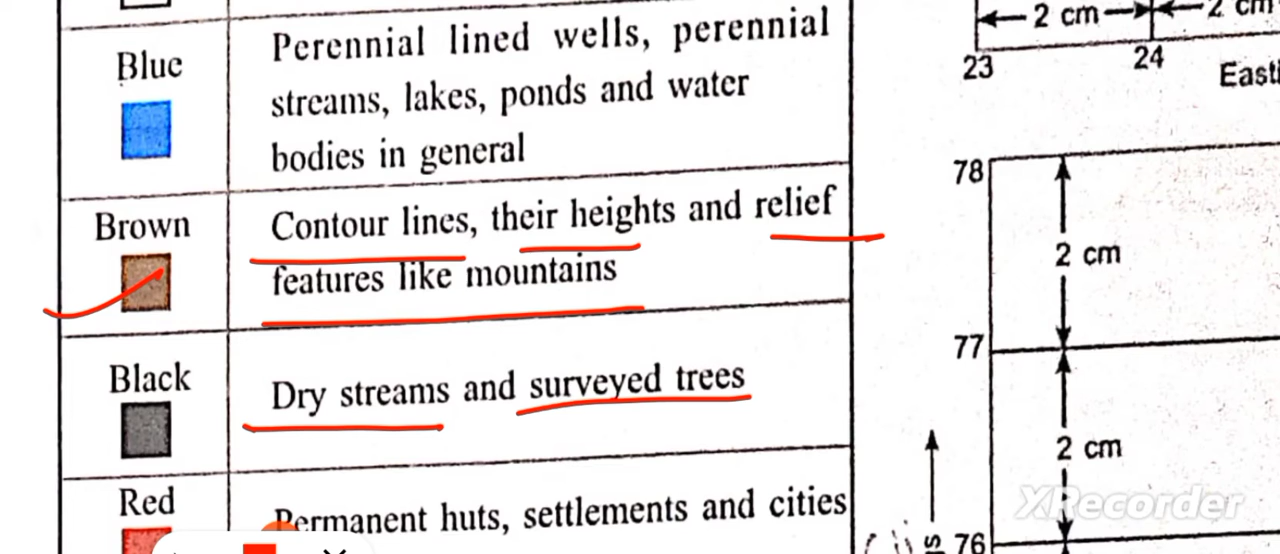 Blue
Perennial lined wells, perennial
streams, lakes, ponds and water
bodies in general
Brown
Contour lines, their heights and relief
features like mountains
Black
Dry streams and surveyed trees
Red
Permanent huts, settlements and cities
2 cm
2 cm
23
24
78
2 cm
77
2 cm
76
XRecorder